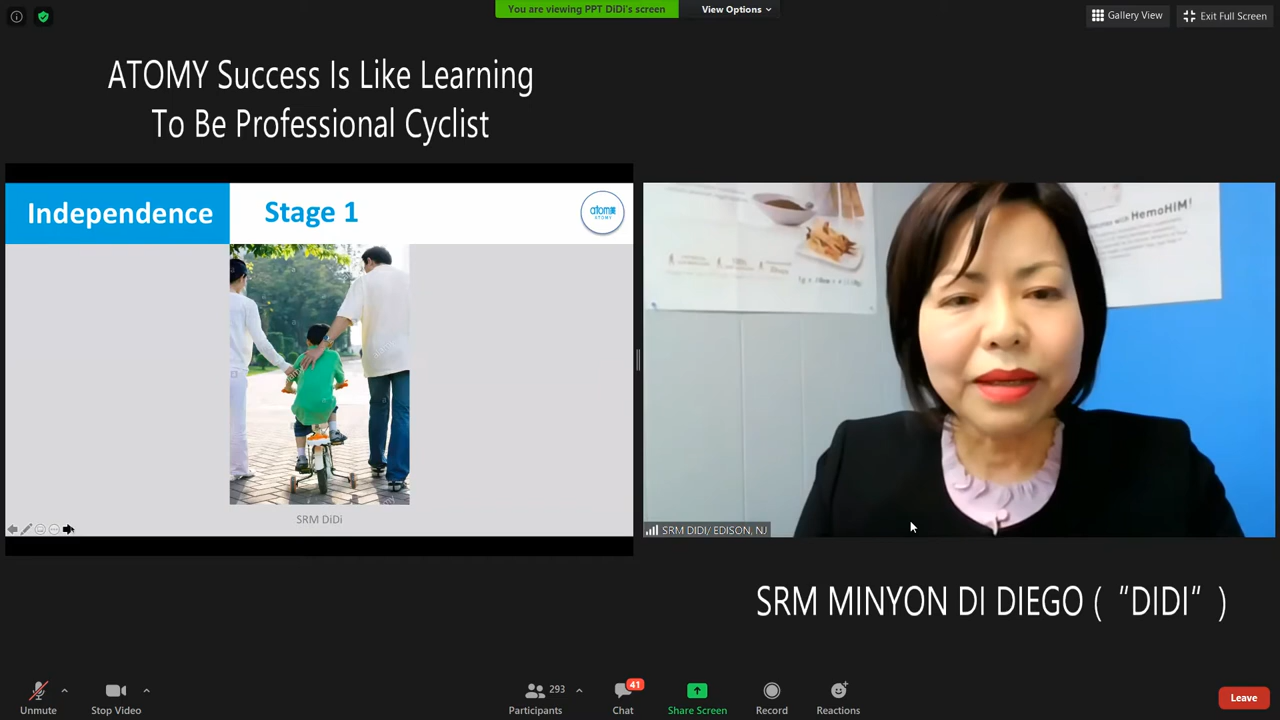 You are viewing PPT DiDi's screen
View Options
Gallery View
Exit Full Screen
ATOMY Success Is Like Learning
To Be Professional Cyclist
Independence
Stage 1
atom
ATOMY
HemoHIM!
SRM DiDi
SRM DIDI/ EDISON, NJ
SRM MINYON DI DIEGO ( “DIDI” )
Unmute
Stop Video
293
Participants
41
Chat
Share Screen
Record
Reactions
Leave